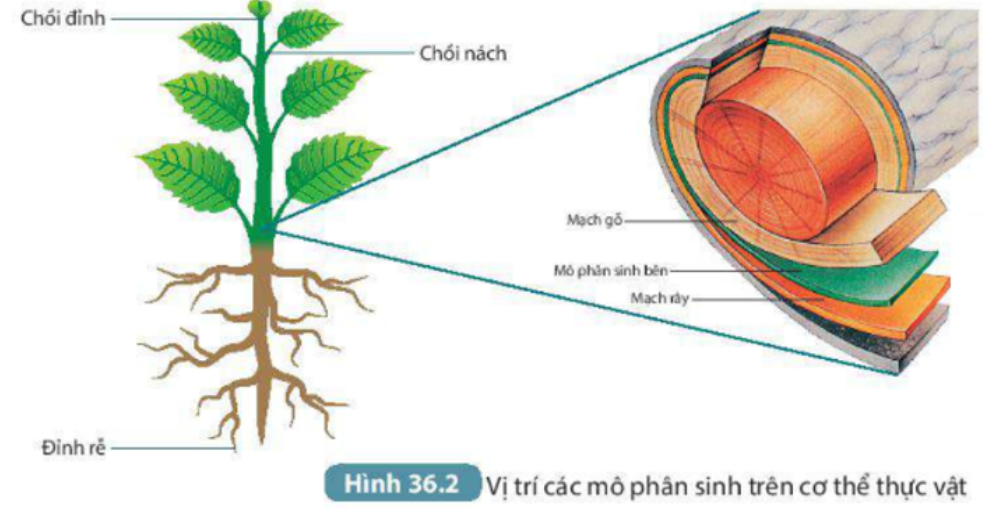 Chồi đỉnh
Chồi nách
Mạch gỗ
Mô phân sinh bên
Mạch rây
Đỉnh rễ
Hình 36.2 Vị trí các mô phân sinh trên cơ thể thực vật